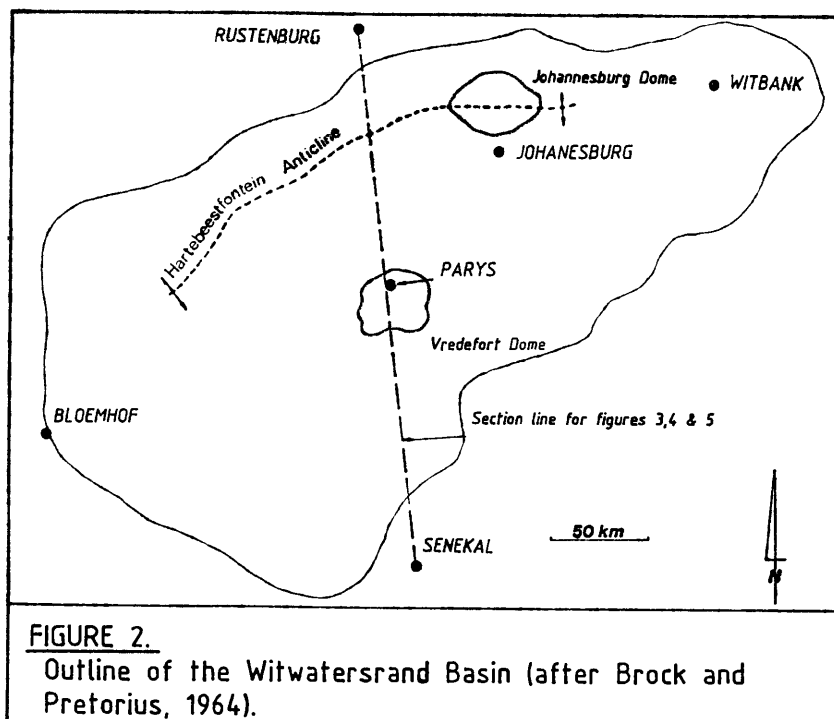 RUSTENBURG
Johannesburg Dome
WITBANK
JOHANESBURG
Hartebeestfontein Anticline
PARYS
Vredefort Dome
BLOEMHOF
Section line for figures 3,4 & 5
50 km
SENEKAL
N
FIGURE 2.
Outline of the Witwatersrand Basin (after Brock and
Pretorius, 1964).